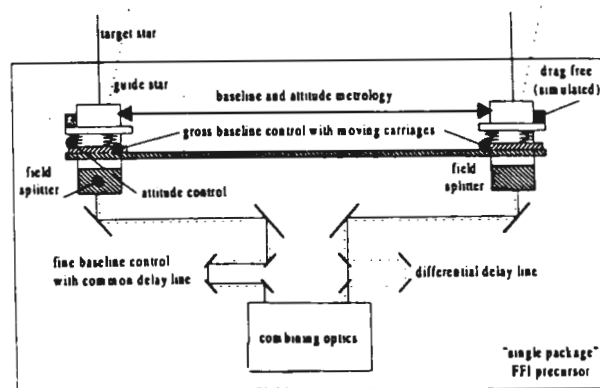 target star
guide star
drag free
(simulated)
baseline and attitude metrology
gross baseline control with moving carriages
field
splitter
attitude control
field
splitter
fine baseline control
with common delay line
differential delay line
combining optics
"single package"
FFI precursor